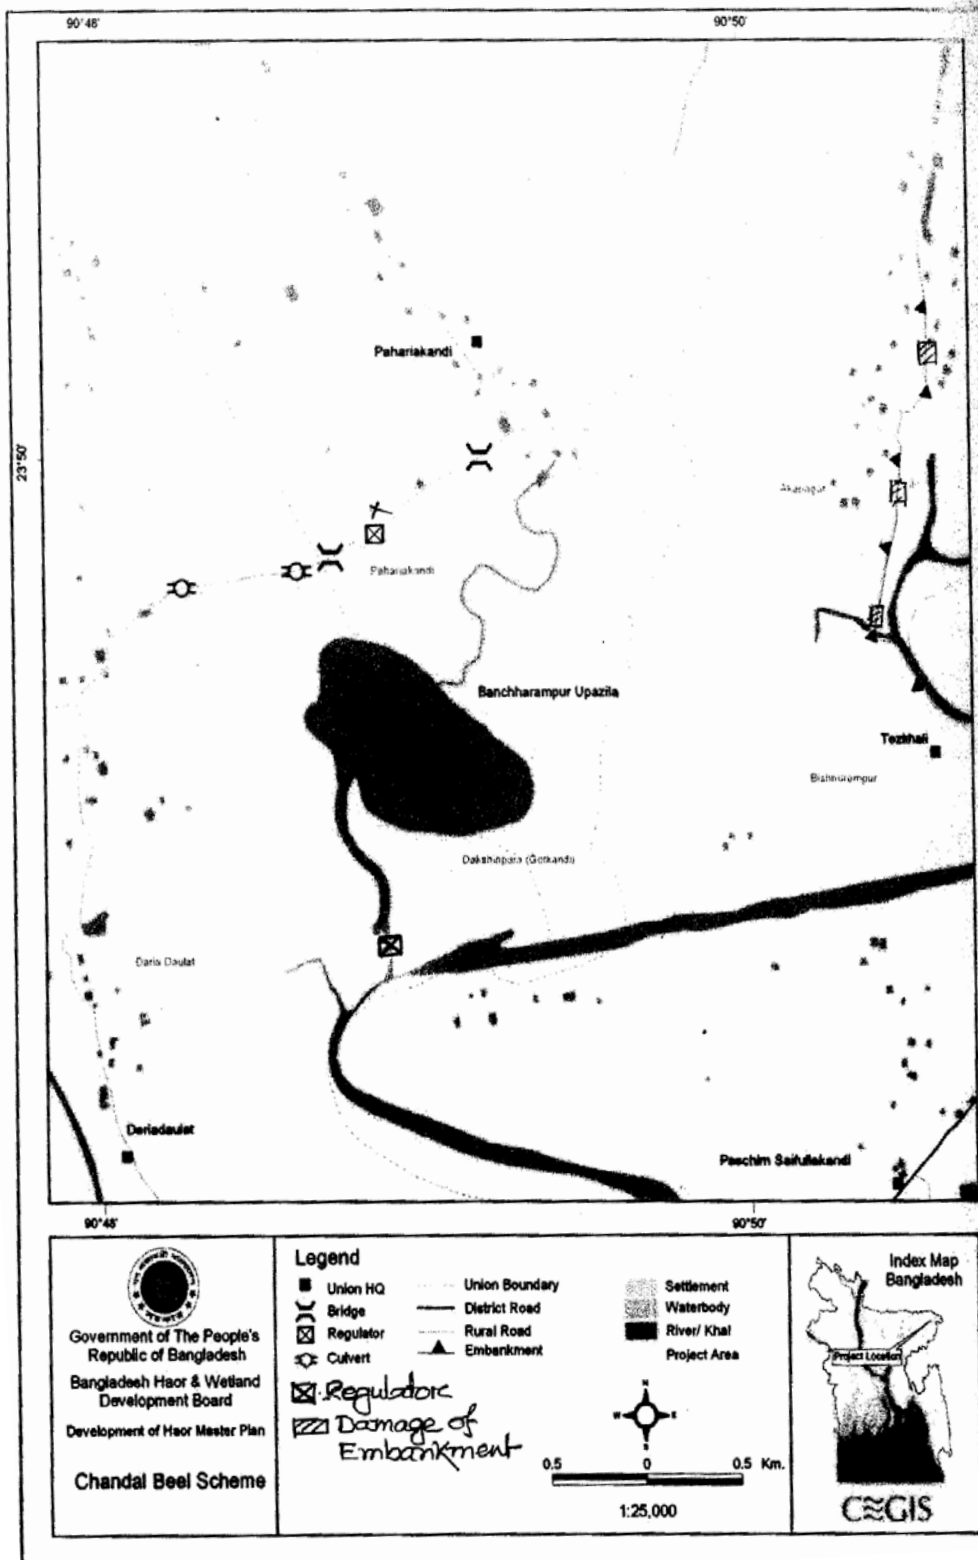 90°48'
90°50'
23°50'
Pahariakandi
Akanagar
Pahariakandi
Banchharampur Upazila
Tezkhali
Bishnurampur
Dakshinpara (Gotkandi)
Daria Daulat
Deriadaulat
Paschim Saifullakandi
90°48'
90°50'
Government of The People's
Republic of Bangladesh
Bangladesh Haor & Wetland
Development Board
Development of Haor Master Plan
Chandal Beel Scheme
Legend
Union HQ
Bridge
Regulator
Culvert
Union Boundary
District Road
Rural Road
Embankment
Settlement
Waterbody
River/ Khal
Project Area
Regulator
Damage of
Embankment
N
W E
S
0.5 0 0.5 Km.
1:25,000
Index Map
Bangladesh
Project Location
CEGIS